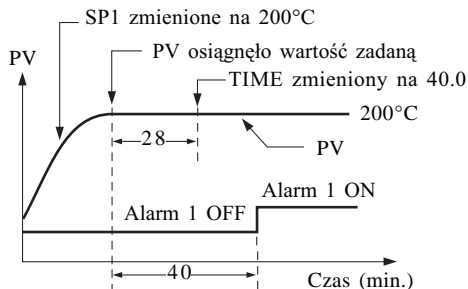 SP1 zmienione na 200°C
PV
PV osiągnęło wartość zadaną
TIME zmieniony na 40.0
200°C
28
PV
Alarm 1 ON
Alarm 1 OFF
40
Czas (min.)